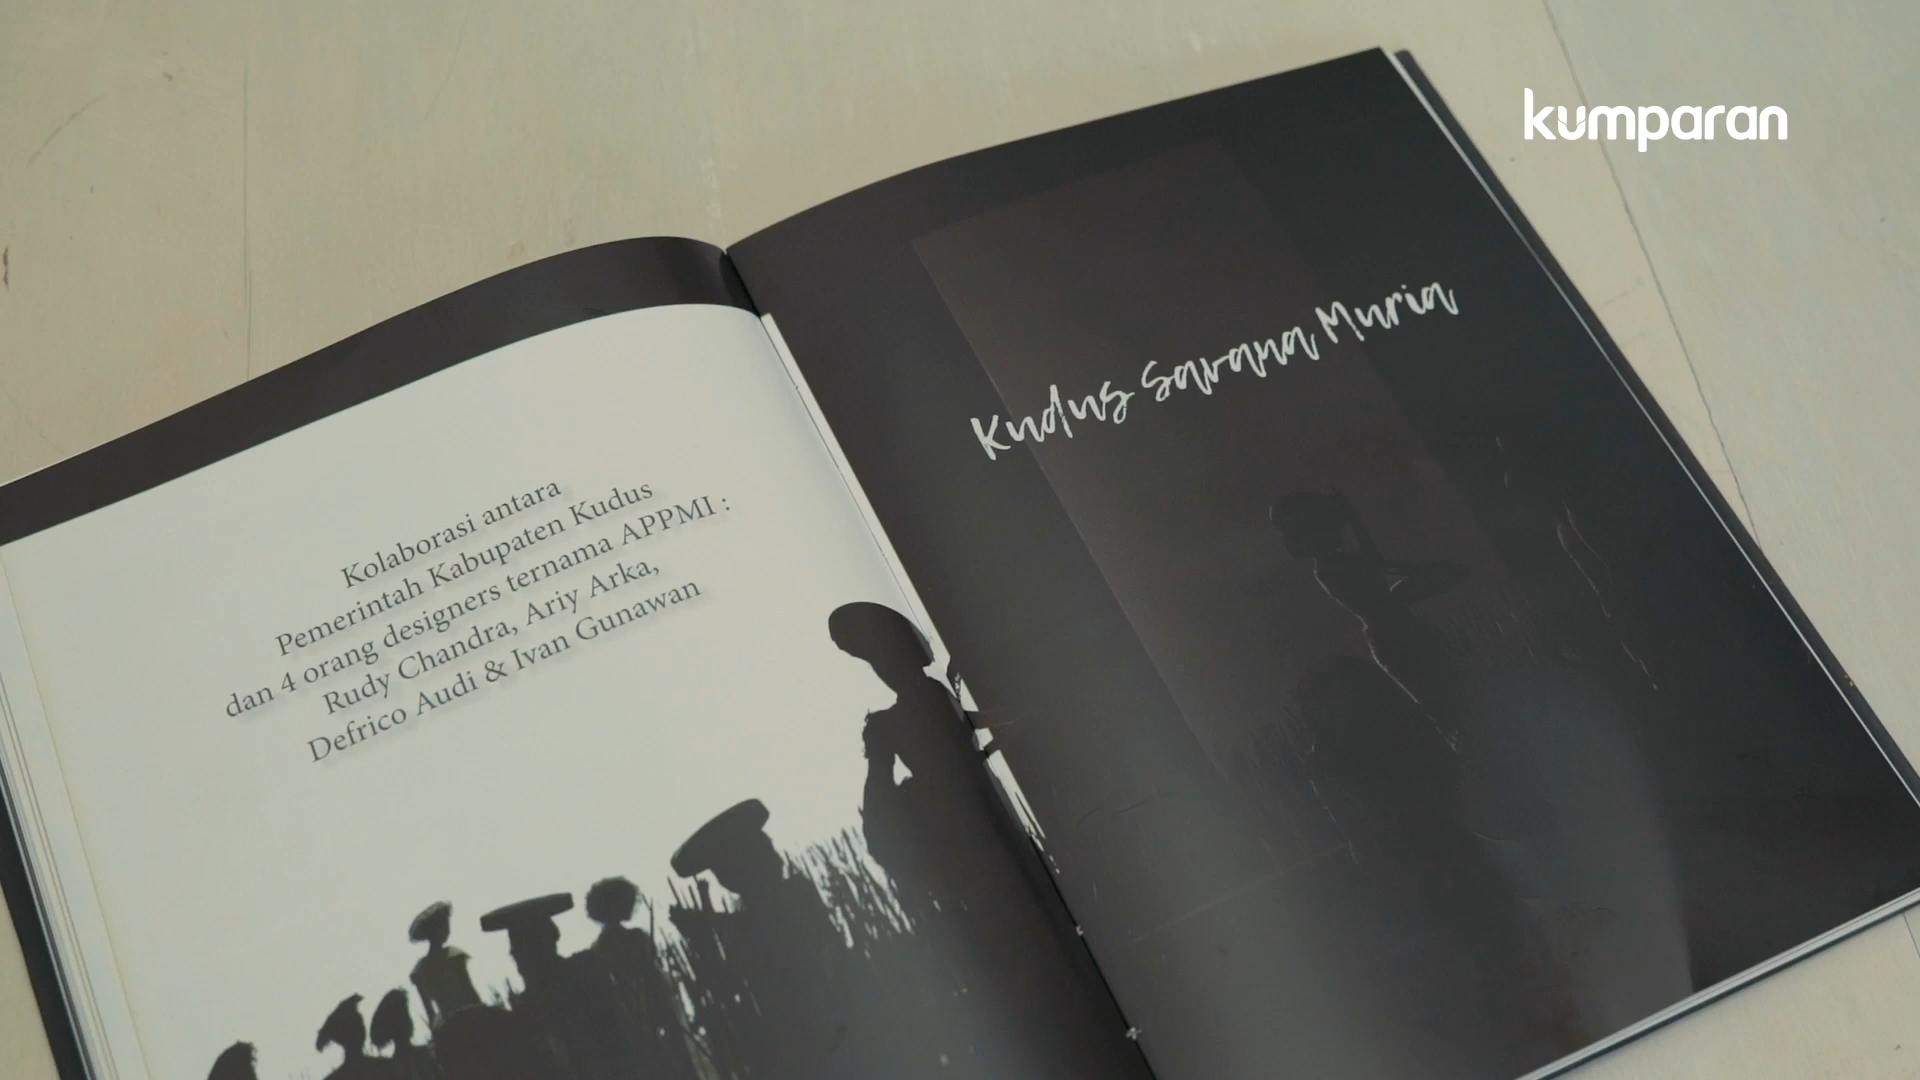 kumparan
Kolaborasi antara
Pemerintah Kabupaten Kudus
dan 4 orang designers ternama APPMI :
Rudy Chandra, Ariy Arka,
Defrico Audi & Ivan Gunawan
Kudus Savana Muria